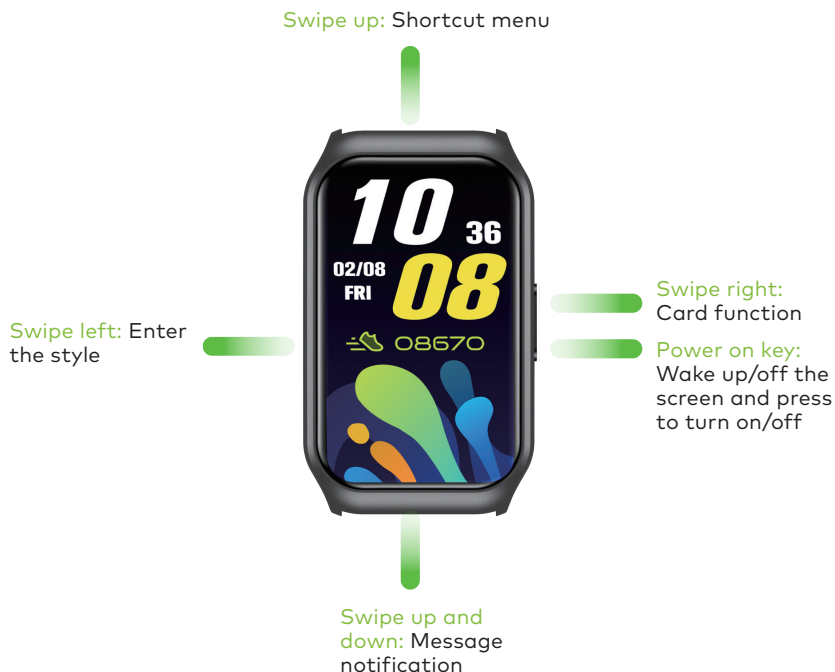 Swipe up: Shortcut menu
10
36
02/08
FRI
08
08670
Swipe left: Enter
the style
Swipe right:
Card function
Power on key:
Wake up/off the
screen and press
to turn on/off
Swipe up and
down: Message
notification